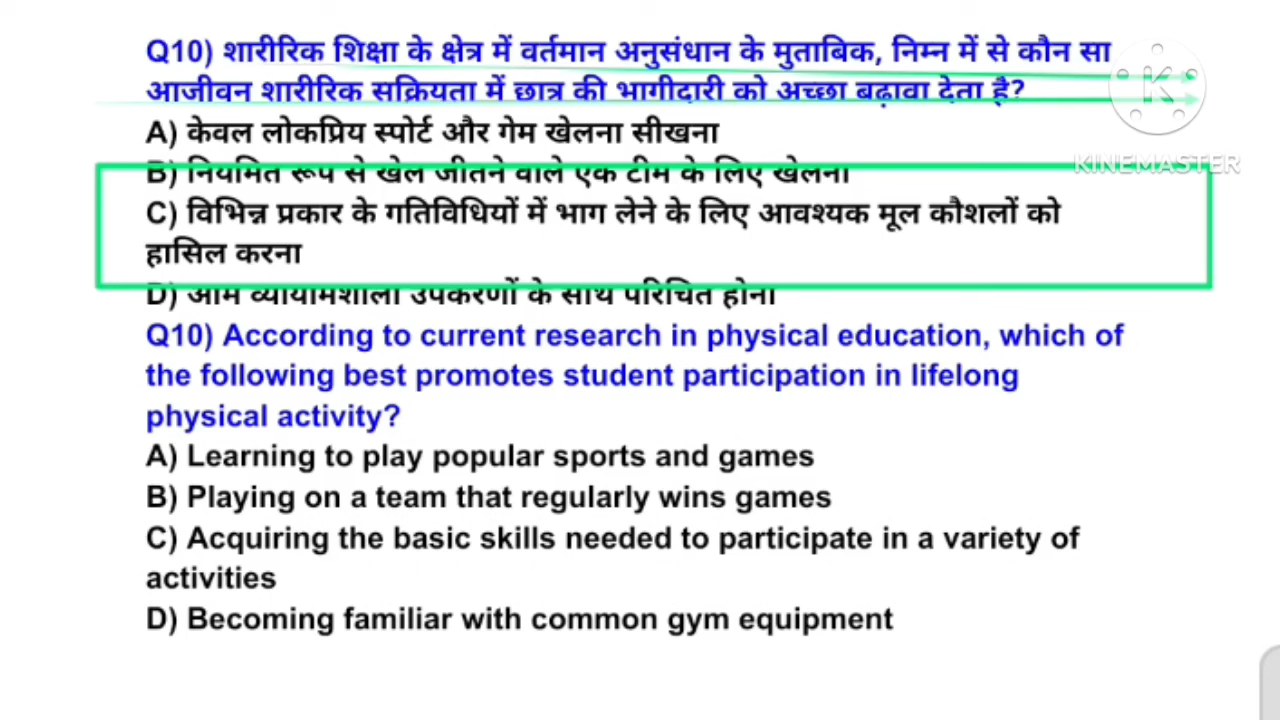 Q10) शारीरिक शिक्षा के क्षेत्र में वर्तमान अनुसंधान के मुताबिक, निम्न में से कौन सा
आजीवन शारीरिक सक्रियता में छात्र की भागीदारी को अच्छा बढ़ावा देता है?
A) केवल लोकप्रिय स्पोर्ट और गेम खेलना सीखना
B) नियमित रूप से खेल जीतने वाले एक टीम के लिए खेलना
C) विभिन्न प्रकार के गतिविधियों में भाग लेने के लिए आवश्यक मूल कौशलों को
हासिल करना
D) आम व्यायामशाला उपकरणों के साथ परिचित होना
Q10) According to current research in physical education, which of
the following best promotes student participation in lifelong
physical activity?
A) Learning to play popular sports and games
B) Playing on a team that regularly wins games
C) Acquiring the basic skills needed to participate in a variety of
activities
D) Becoming familiar with common gym equipment
K
KINEMASTER